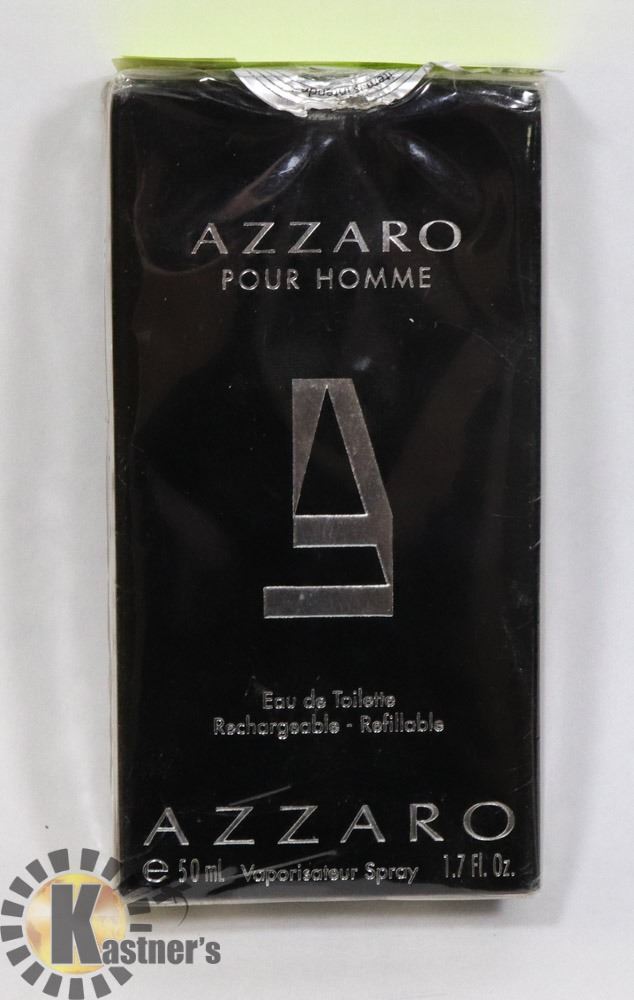 AZZARO
POUR HOMME
Eau de Toilette
Rechargeable - Refillable
AZZARO
℮ 50 mL Vaporisateur Spray 1.7 Fl. Oz.
KASTNER'S